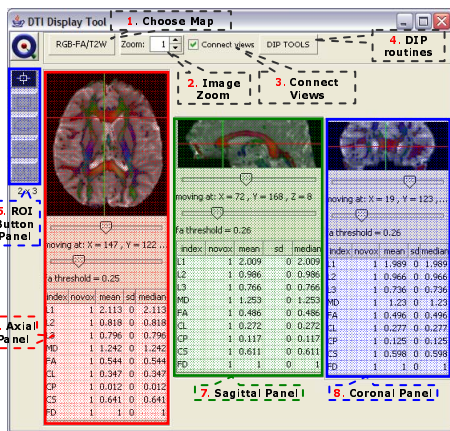 DTI Display Tool
1. Choose Map
RGB-FA/T2W Zoom: 1 Connect views DIP TOOLS
4. DIP routines
2. Image Zoom
3. Connect Views
5. ROI Button Panel
moving at: X = 147 , Y = 122 ...
fa threshold = 0.25
index novox mean sd median
L1 1 2.113 0 2.113
L2 1 0.818 0 0.818
L3 1 0.796 0 0.796
MD 1 1.242 0 1.242
FA 1 0.544 0 0.544
CL 1 0.347 0 0.347
CP 1 0.012 0 0.012
CS 1 0.641 0 0.641
FD 1 1 0 1
Axial Panel
moving at: X = 72 , Y = 168, Z = 8
fa threshold = 0.26
index novox mean sd median
L1 1 2.009 0 2.009
L2 1 0.986 0 0.986
L3 1 0.766 0 0.766
MD 1 1.253 0 1.253
FA 1 0.486 0 0.486
CL 1 0.272 0 0.272
CP 1 0.117 0 0.117
CS 1 0.611 0 0.611
FD 1 1 0 1
7. Sagittal Panel
moving at: X = 19 , Y = 123, ...
fa threshold = 0.26
index novox mean sd median
L1 1 1.989 0 1.989
L2 1 0.966 0 0.966
L3 1 0.736 0 0.736
MD 1 1.23 0 1.23
FA 1 0.496 0 0.496
CL 1 0.277 0 0.277
CP 1 0.125 0 0.125
CS 1 0.598 0 0.598
FD 1 1 0 1
8. Coronal Panel